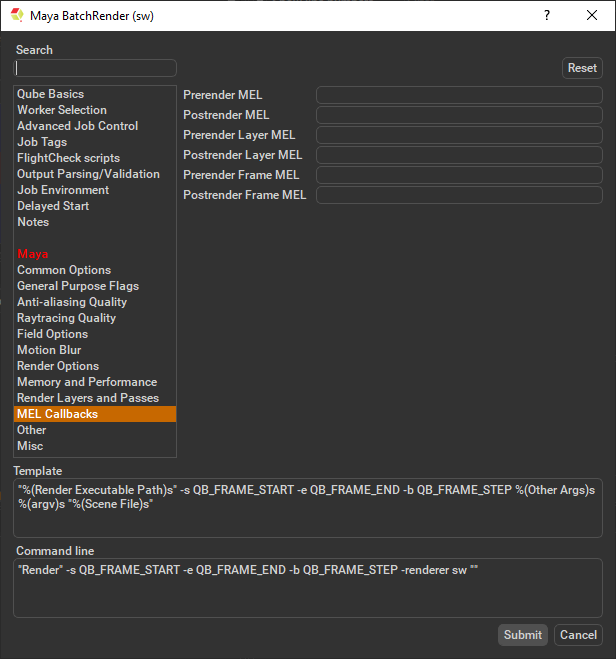 Maya BatchRender (sw)
Search
Reset
Qube Basics
Worker Selection
Advanced Job Control
Job Tags
FlightCheck scripts
Output Parsing/Validation
Job Environment
Delayed Start
Notes
Maya
Common Options
General Purpose Flags
Anti-aliasing Quality
Raytracing Quality
Field Options
Motion Blur
Render Options
Memory and Performance
Render Layers and Passes
MEL Callbacks
Other
Misc
Prerender MEL
Postrender MEL
Prerender Layer MEL
Postrender Layer MEL
Prerender Frame MEL
Postrender Frame MEL
Template
"%(Render Executable Path)s" -s QB_FRAME_START -e QB_FRAME_END -b QB_FRAME_STEP %(Other Args)s
%(argv)s "%(Scene File)s"
Command line
"Render" -s QB_FRAME_START -e QB_FRAME_END -b QB_FRAME_STEP -renderer sw ""
Submit
Cancel